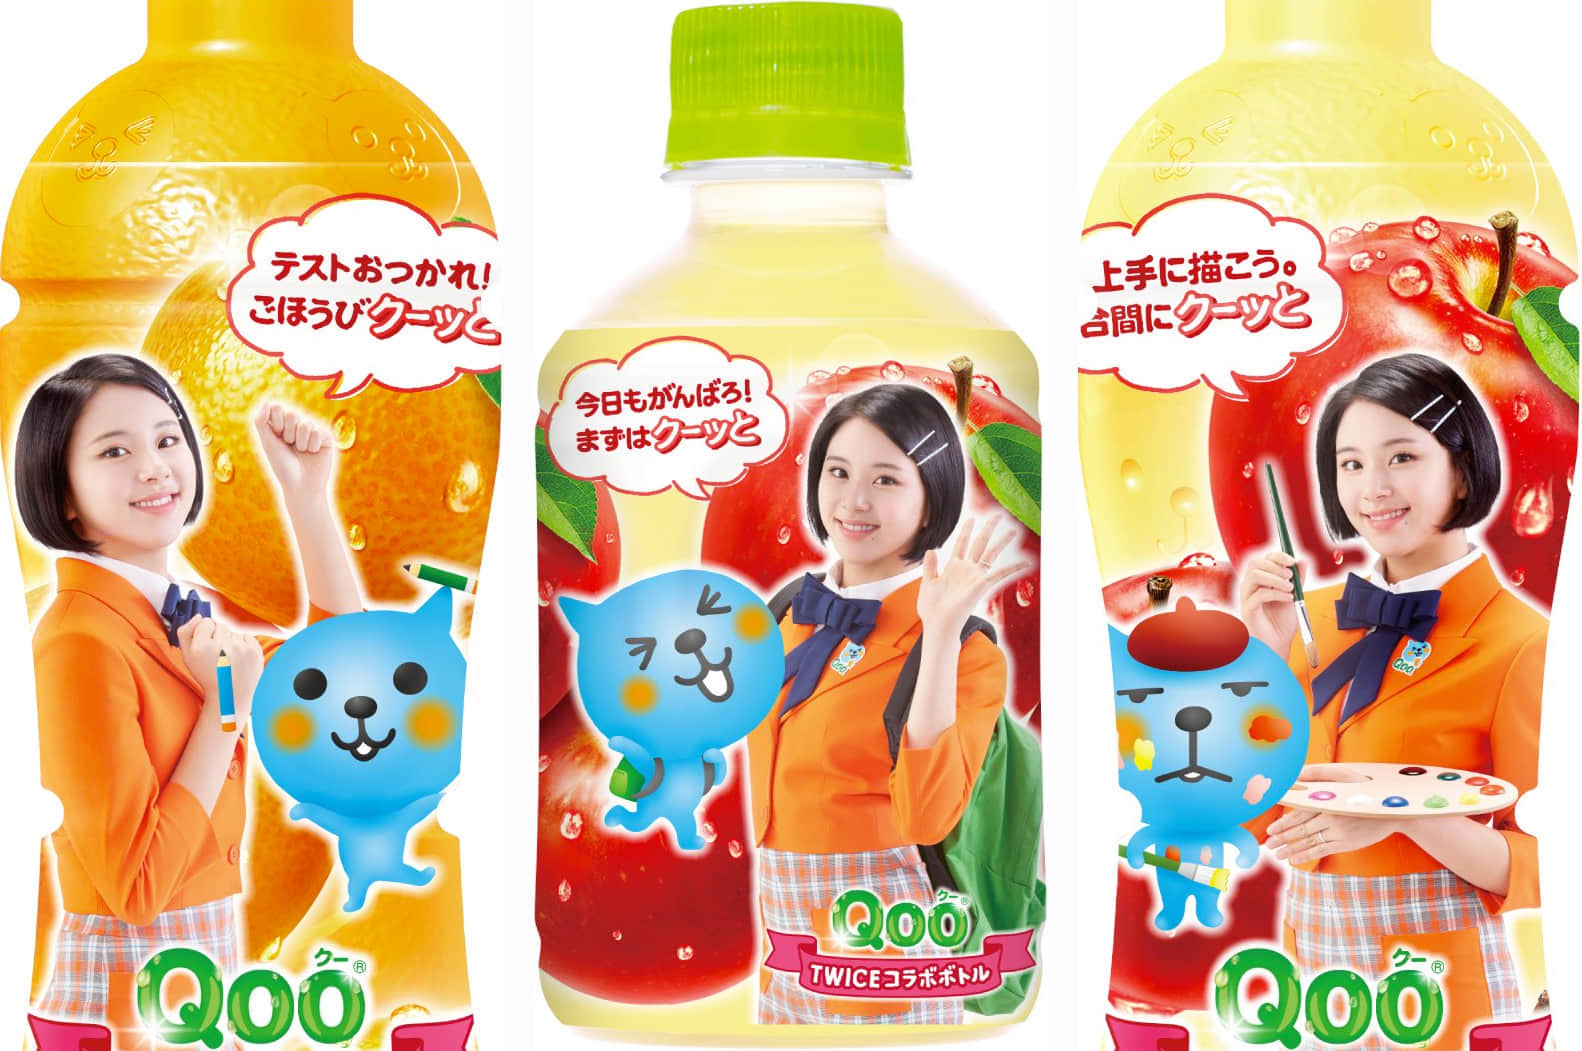 テストおつかれ!
ごほうびクーッと
クー
Qoo®
今日もがんばろ!
まずはクーッと
Qoo
クー
Qoo®
TWICEコラボボトル
上手に描こう。
合間にクーッと
Qoo
クー
Qoo®